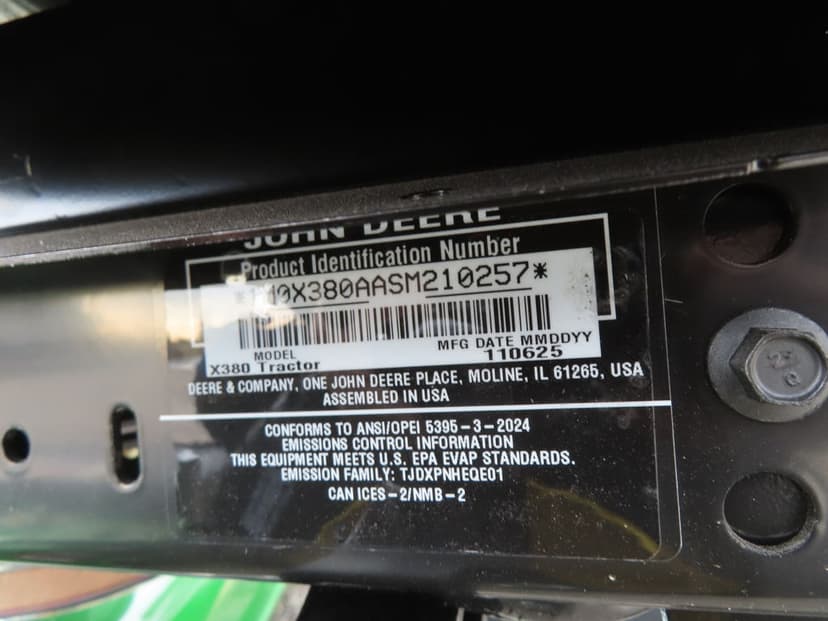 JOHN DEERE
Product Identification Number
M0X380AASM210257*
MODEL
X380 Tractor
MFG DATE MMDDYY
110625
DEERE & COMPANY, ONE JOHN DEERE PLACE, MOLINE, IL 61265, USA
ASSEMBLED IN USA
CONFORMS TO ANSI/OPEI 5395-3-2024
EMISSIONS CONTROL INFORMATION
THIS EQUIPMENT MEETS U.S. EPA EVAP STANDARDS.
EMISSION FAMILY: TJDXPNHEQE01
CAN ICES-2/NMB-2